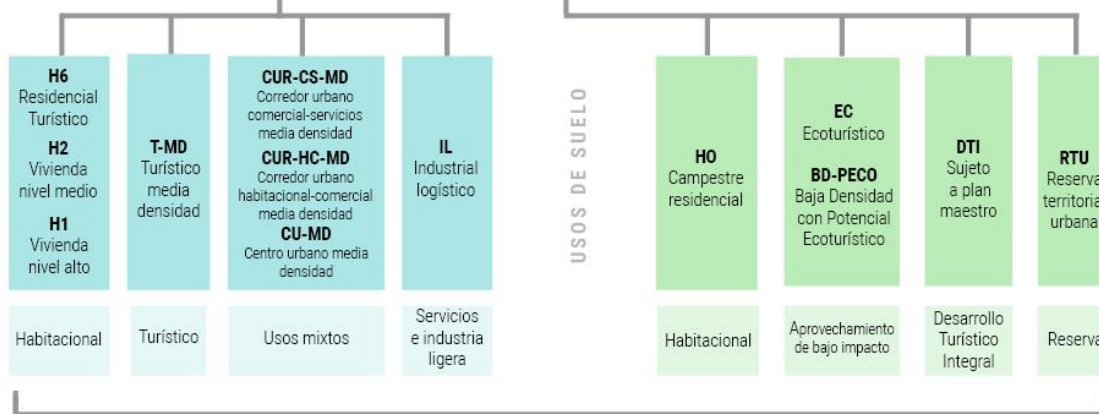 H6
Residencial
Turístico
H2
Vivienda
nivel medio
H1
Vivienda
nivel alto
Habitacional
T-MD
Turístico
media
densidad
Turístico
CUR-CS-MD
Corredor urbano
comercial-servicios
media densidad
CUR-HC-MD
Corredor urbano
habitacional-comercial
media densidad
CU-MD
Centro urbano media
densidad
Usos mixtos
IL
Industrial
logístico
Servicios
e industria
ligera
USOS DE SUELO
HO
Campestre
residencial
Habitacional
EC
Ecoturístico
BD-PECO
Baja Densidad
con Potencial
Ecoturístico
Aprovechamiento
de bajo impacto
DTI
Sujeto
a plan
maestro
Desarrollo
Turístico
Integral
RTU
Reserva
territoria
urbana
Reserva